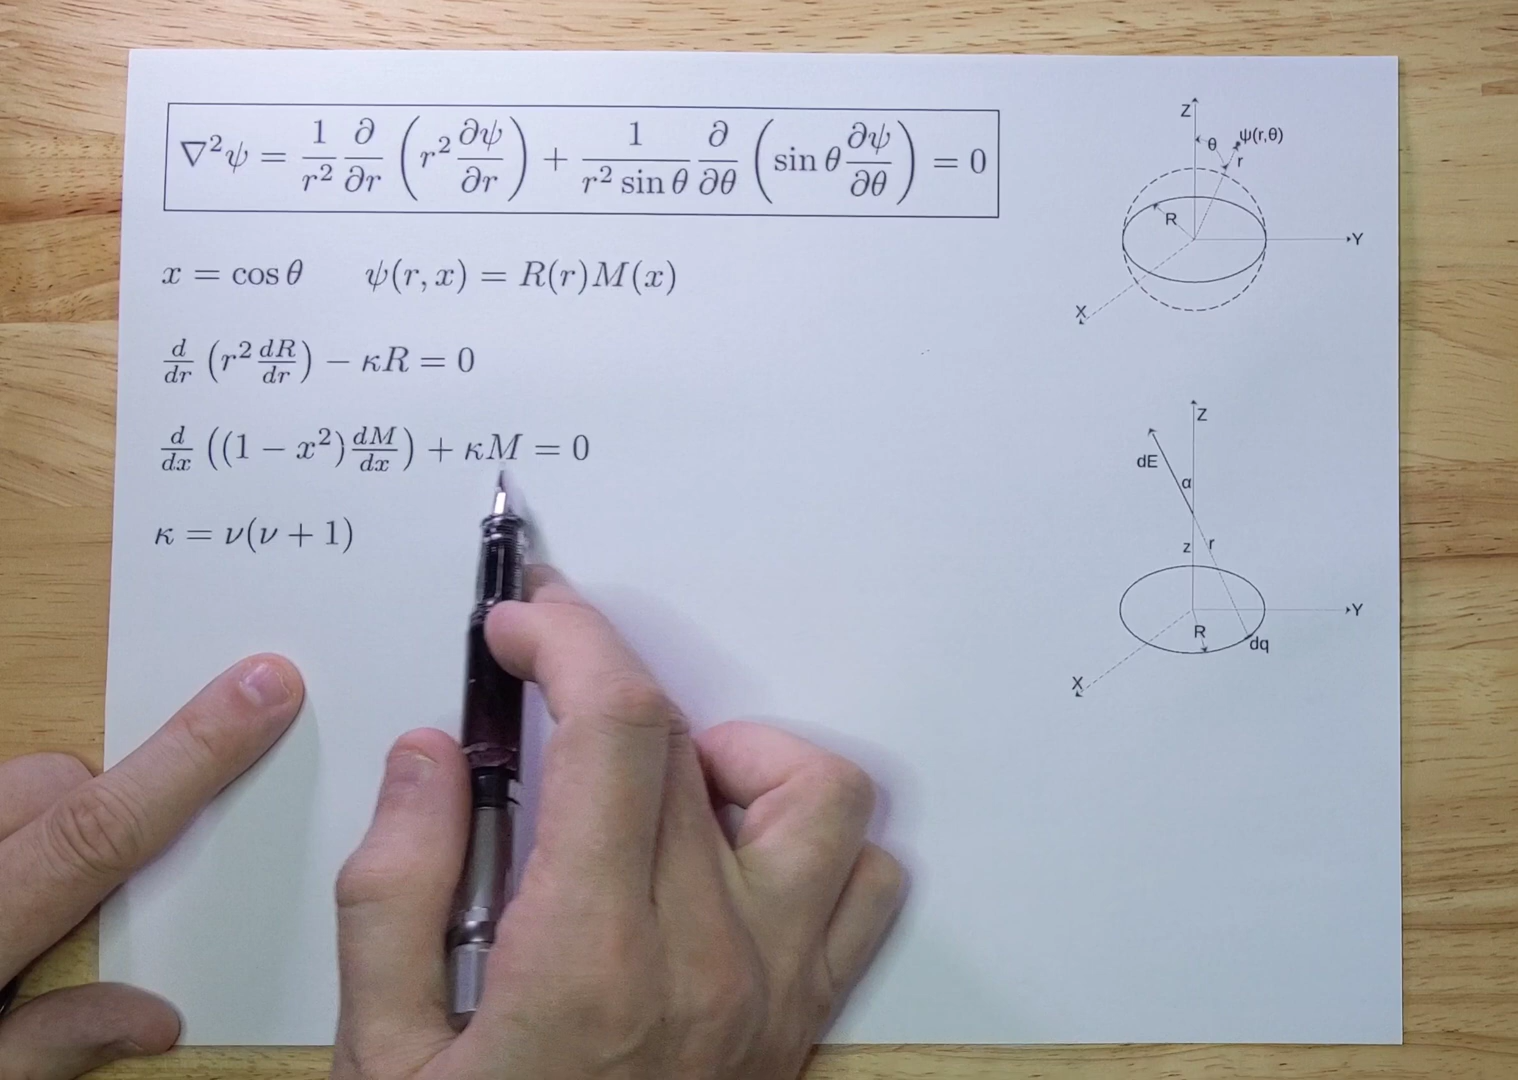 ∇²ψ = 1/r² ∂/∂r (r² ∂ψ/∂r) + 1/(r² sin θ) ∂/∂θ (sin θ ∂ψ/∂θ) = 0
x = cos θ ψ(r, x) = R(r)M(x)
d/dr (r² dR/dr) − κR = 0
d/dx ((1 − x²) dM/dx) + κM = 0
κ = ν(ν + 1)
Z
θ
ψ(r,θ)
r
R
Y
X
Z
dE
α
z
r
Y
R
dq
X